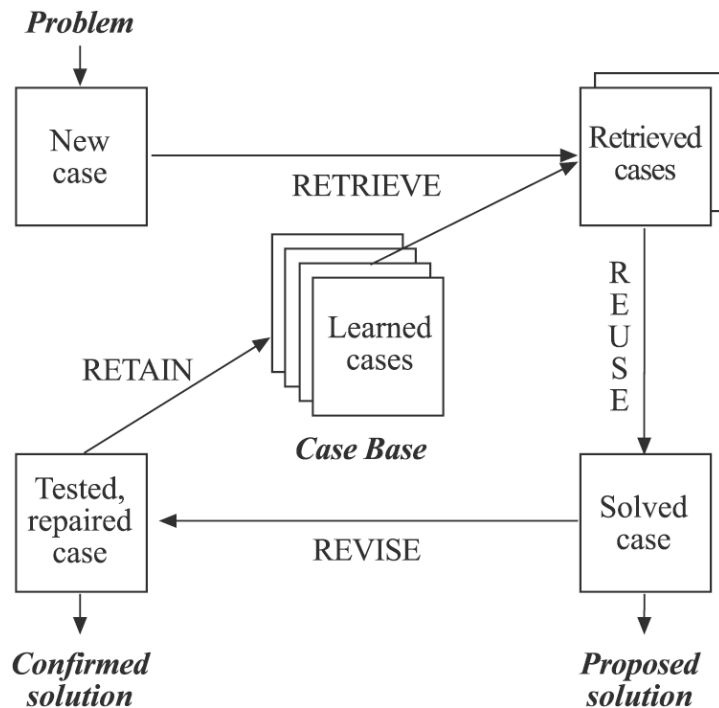 Problem
New
case
RETRIEVE
Retrieved
cases
REUSE
Learned
cases
Case Base
RETAIN
Tested,
repaired
case
REVISE
Solved
case
Confirmed
solution
Proposed
solution